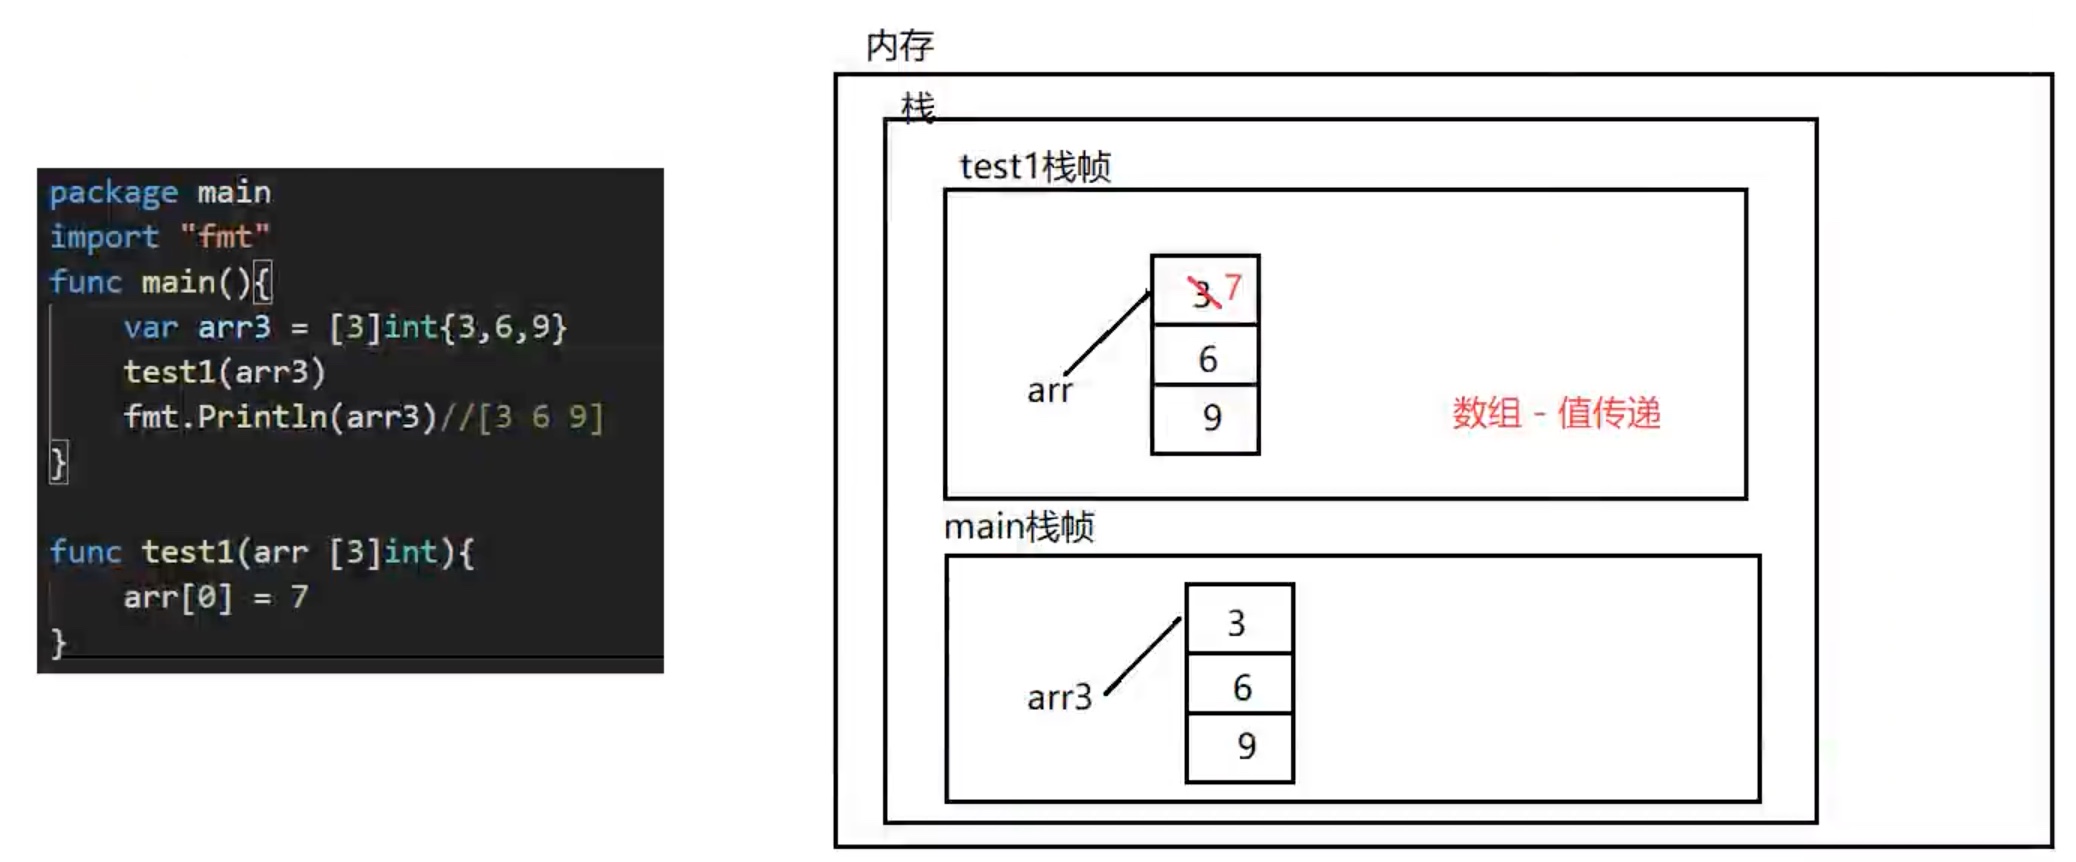 package main
import "fmt"
func main(){
    var arr3 = [3]int{3,6,9}
    test1(arr3)
    fmt.Println(arr3)//[3 6 9]
}
func test1(arr [3]int){
    arr[0] = 7
}
内存
栈
test1栈帧
3 7
6
9
arr
数组 - 值传递
main栈帧
3
6
9
arr3